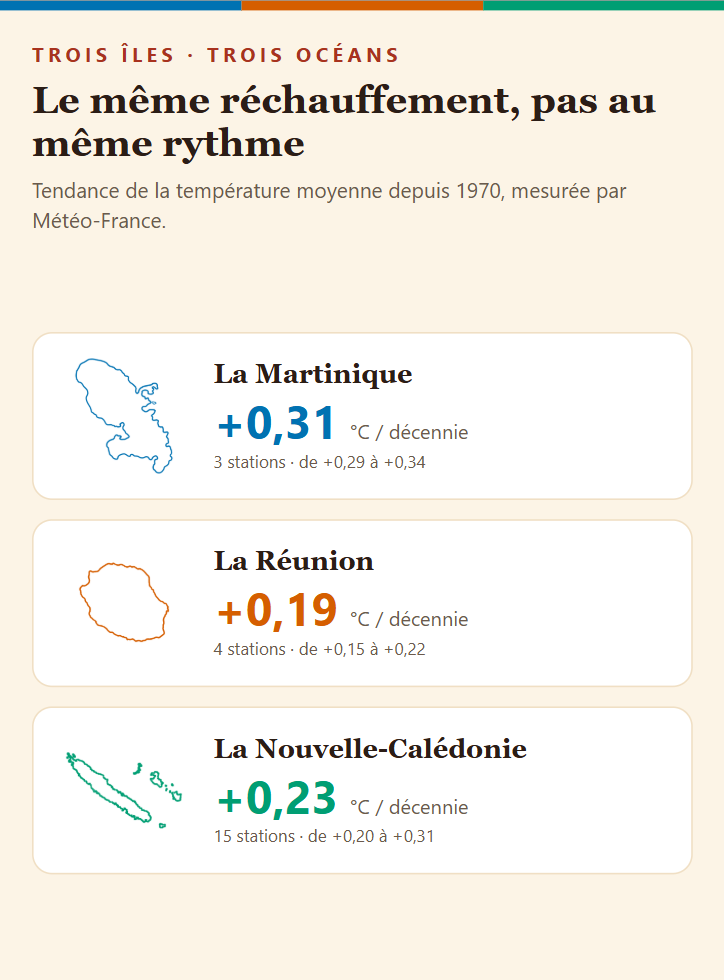 TROIS ÎLES · TROIS OCÉANS
Le même réchauffement, pas au
même rythme
Tendance de la température moyenne depuis 1970, mesurée par
Météo-France.
La Martinique
+0,31 °C / décennie
3 stations · de +0,29 à +0,34
La Réunion
+0,19 °C / décennie
4 stations · de +0,15 à +0,22
La Nouvelle-Calédonie
+0,23 °C / décennie
15 stations · de +0,20 à +0,31